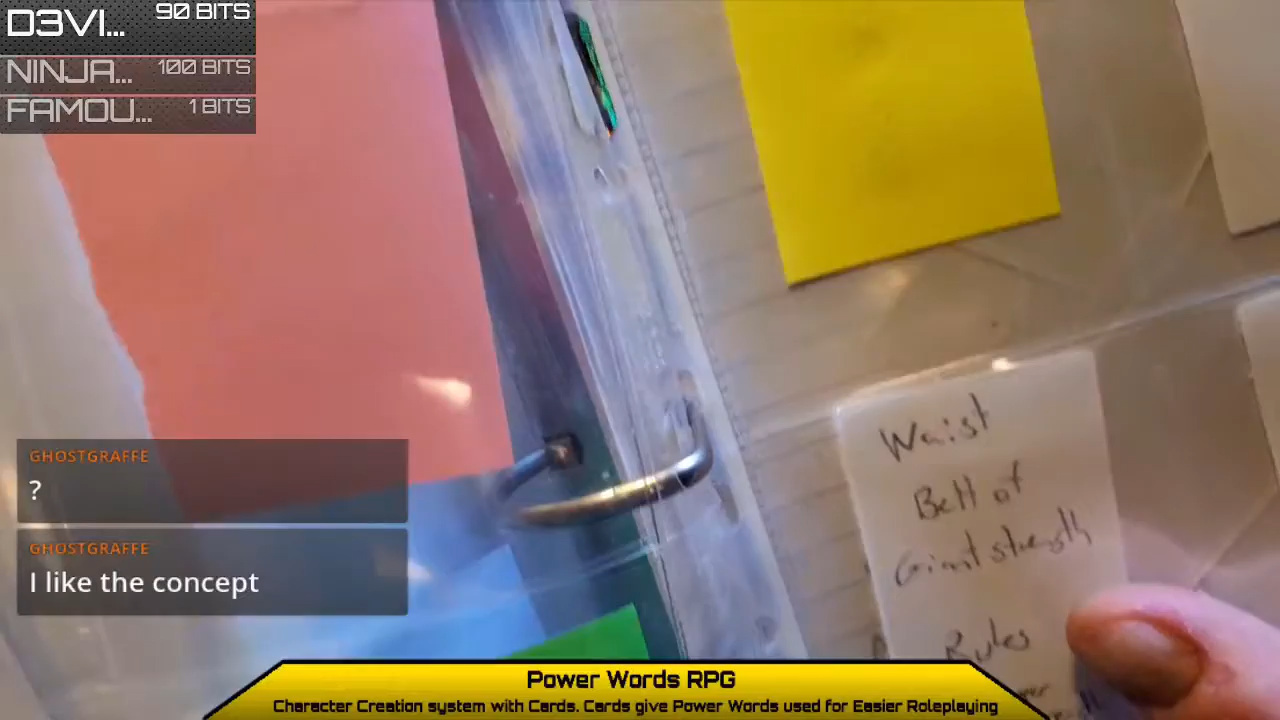 D3VI... 90 BITS
NINJA... 100 BITS
FAMOU... 1 BITS
GHOSTGRAFFE
?
GHOSTGRAFFE
I like the concept
Waist
Belt of
Giant strength
Rules
Power Words RPG
Character Creation system with Cards. Cards give Power Words used for Easier Roleplaying